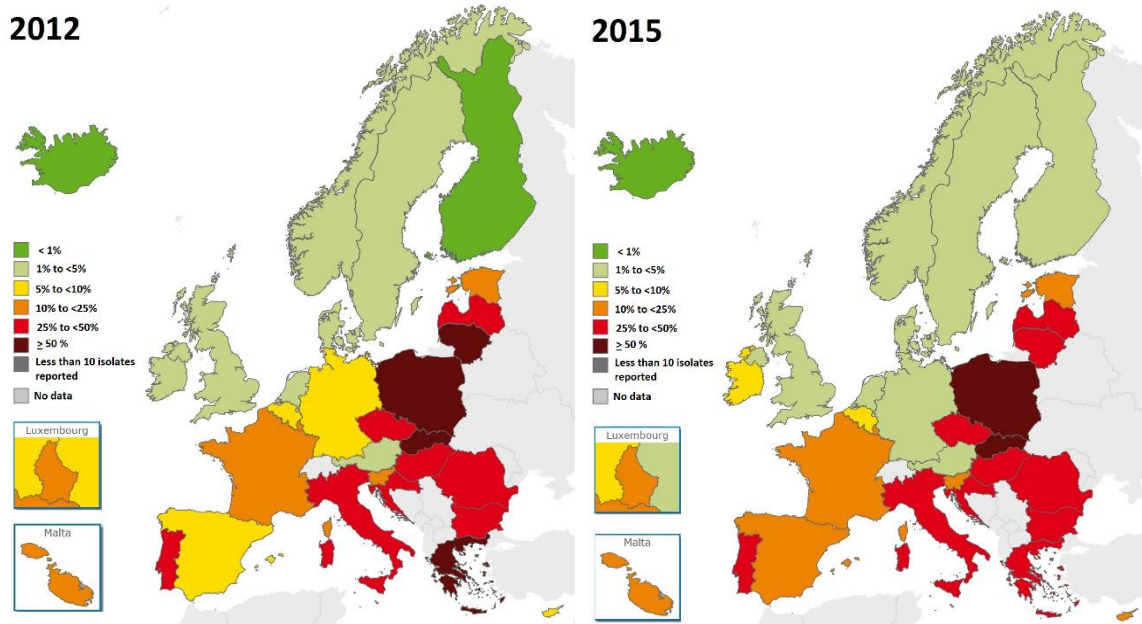 2012
< 1%
1% to <5%
5% to <10%
10% to <25%
25% to <50%
≥ 50 %
Less than 10 isolates
reported
No data
Luxembourg
Malta
2015
< 1%
1% to <5%
5% to <10%
10% to <25%
25% to <50%
≥ 50 %
Less than 10 isolates
reported
No data
Luxembourg
Malta